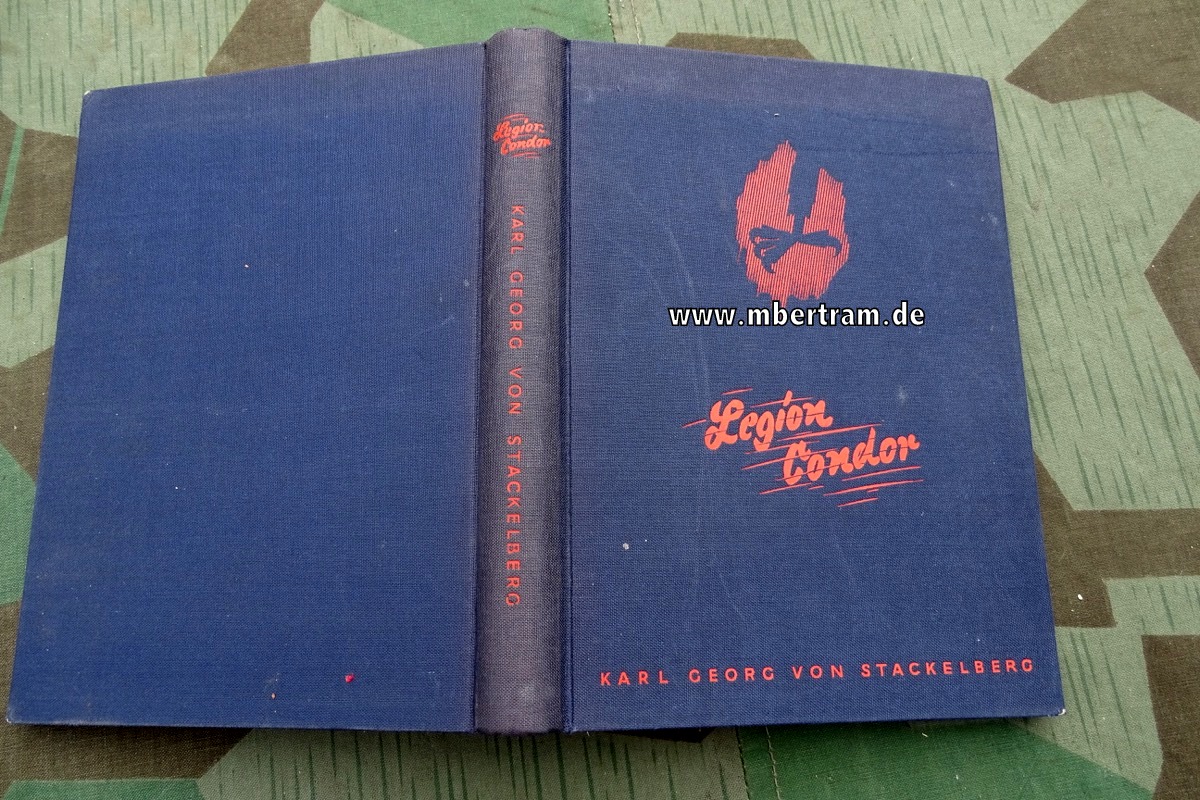 Legion
Condor
KARL GEORG VON STACKELBERG
www.mbertram.de
Legion
Condor
KARL GEORG VON STACKELBERG